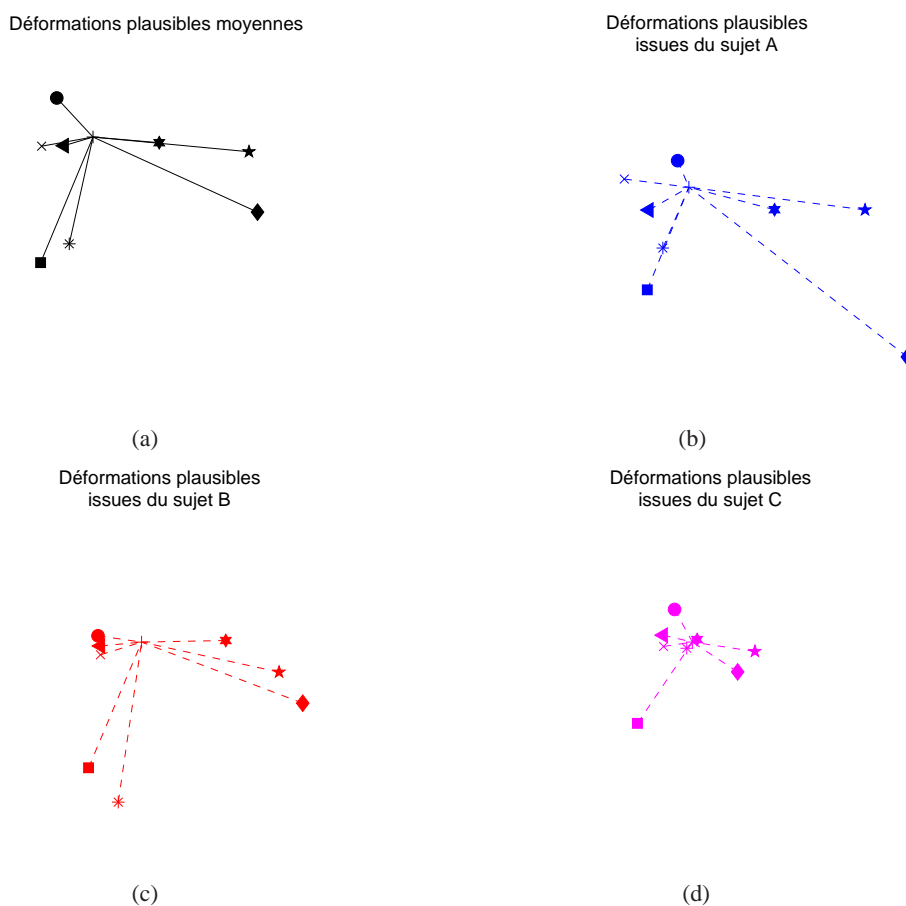 Déformations plausibles moyennes
Déformations plausibles
issues du sujet A
(a)
(b)
Déformations plausibles
issues du sujet B
Déformations plausibles
issues du sujet C
(c)
(d)